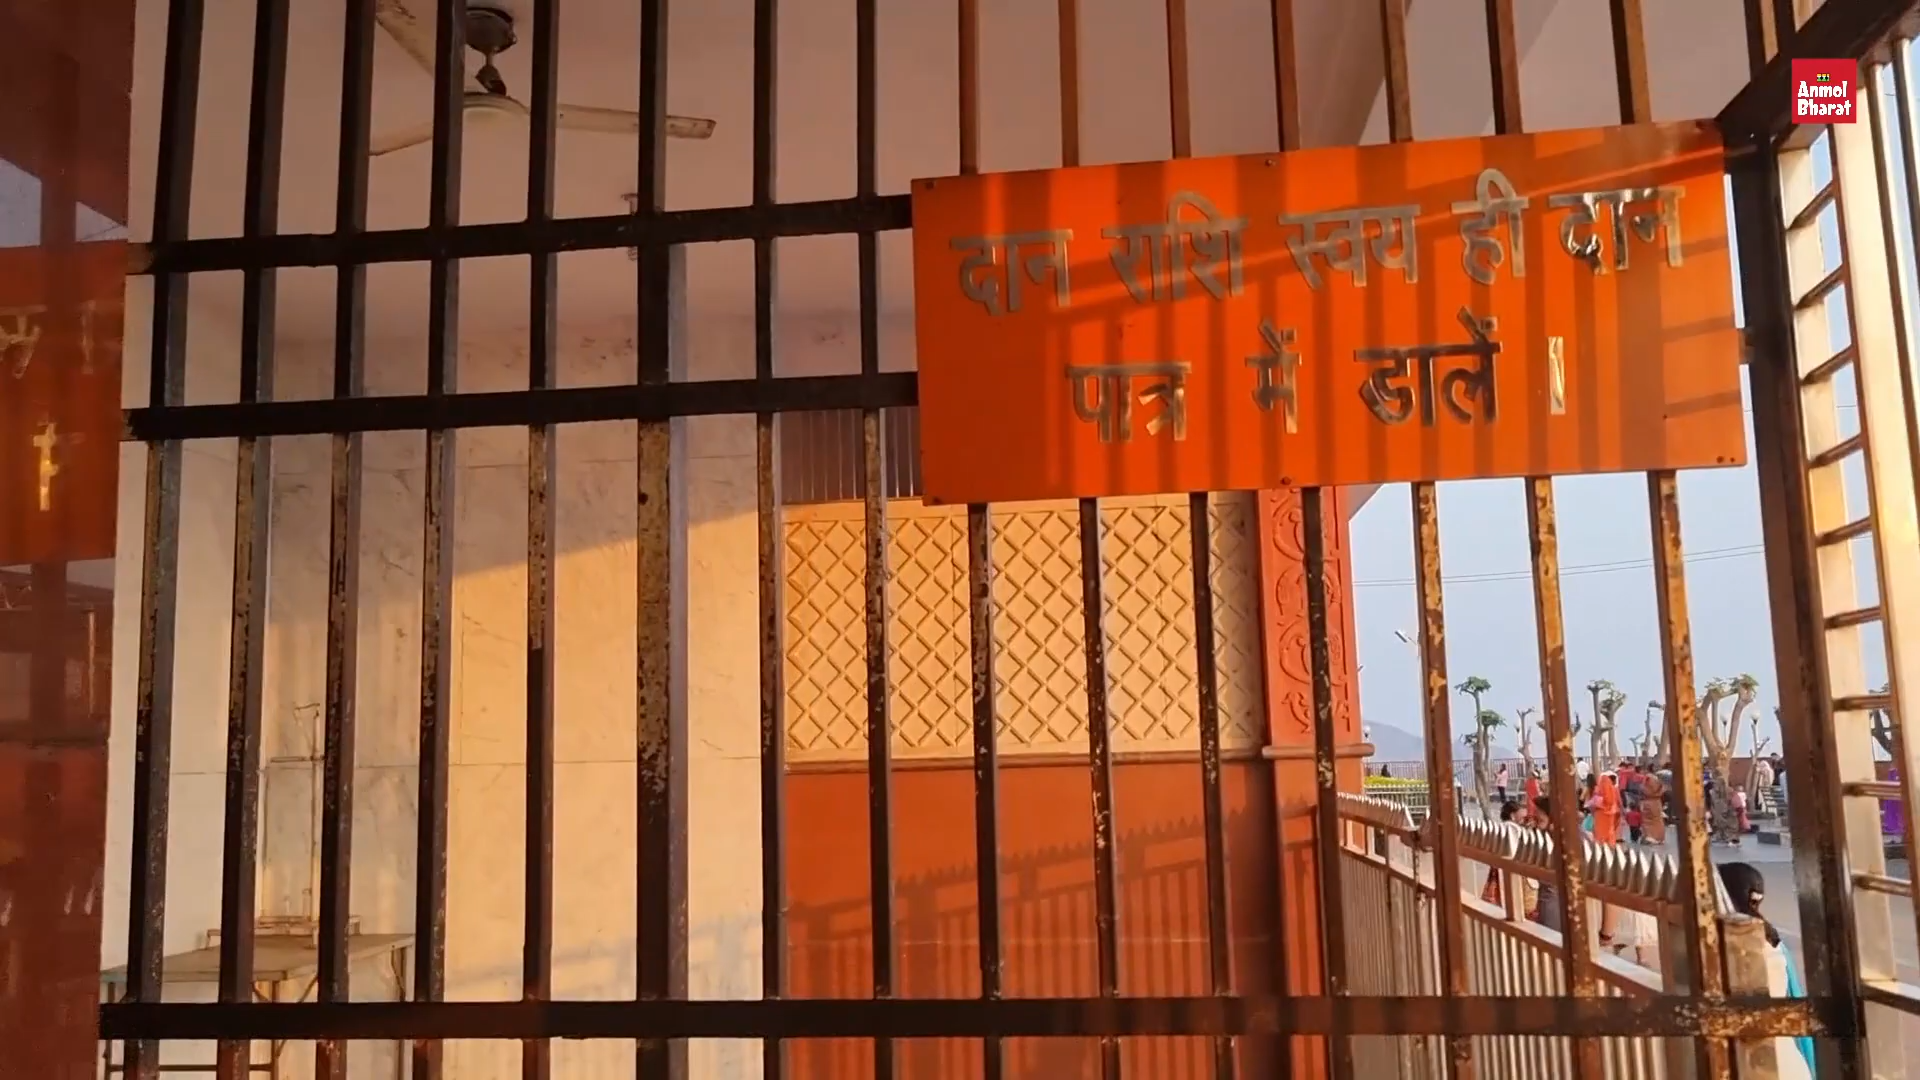 Anmol
Bharat
दान राशि स्वय ही दान
पात्र में डालें ।